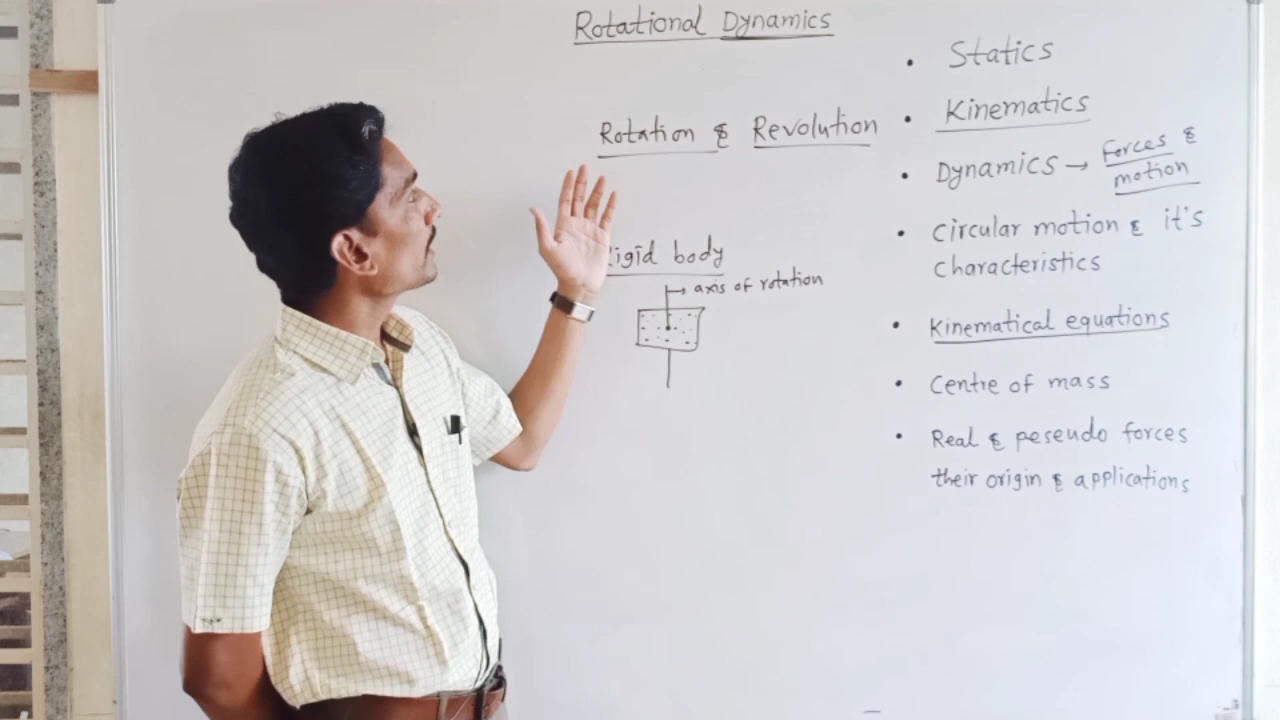 Rotational Dynamics
Rotation & Revolution
igid body
axis of rotation
• Statics
• Kinematics
• Dynamics → Forces &
motion
• Circular motion & it's
characteristics
• Kinematical equations
• Centre of mass
• Real & peseudo forces
their origin & applications